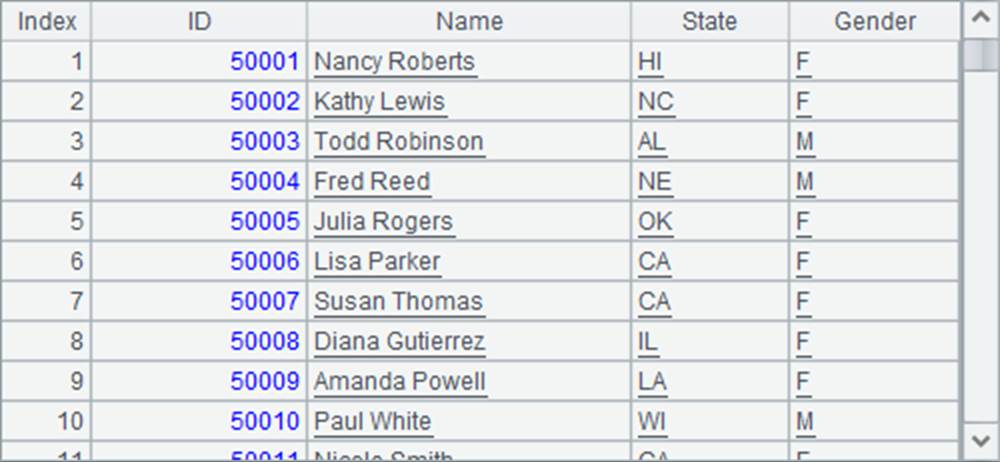 Index ID Name State Gender
1 50001 Nancy Roberts HI F
2 50002 Kathy Lewis NC F
3 50003 Todd Robinson AL M
4 50004 Fred Reed NE M
5 50005 Julia Rogers OK F
6 50006 Lisa Parker CA F
7 50007 Susan Thomas CA F
8 50008 Diana Gutierrez IL F
9 50009 Amanda Powell LA F
10 50010 Paul White WI M
11 50011 Nicole Smith CA F